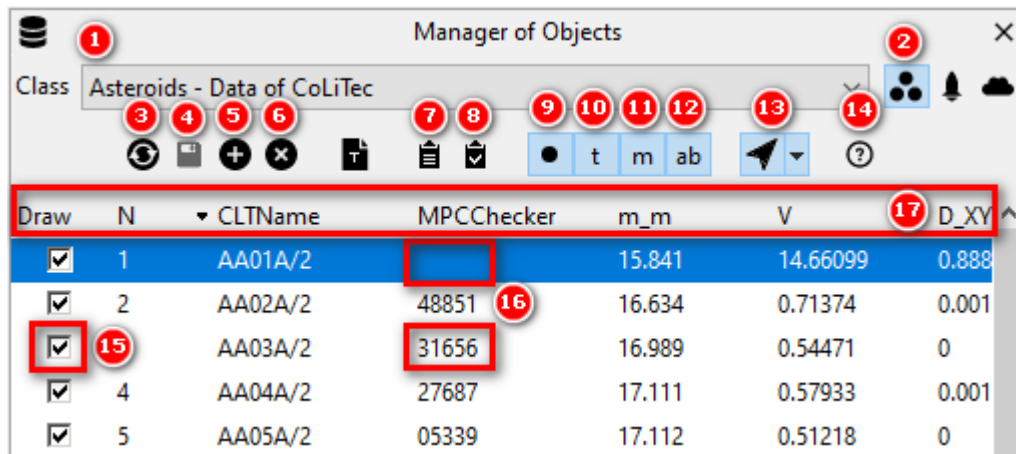 Manager of Objects
1 2
Class Asteroids - Data of CoLiTec
3 4 5 6 7 8 9 10 11 12 13 14
T t m ab ?
17
Draw N CLTName MPCChecker m_m V D_XY
1 AA01A/2 15.841 14.66099 0.888
2 AA02A/2 48851 16 16.634 0.71374 0.001
15 3 AA03A/2 31656 16.989 0.54471 0
4 AA04A/2 27687 17.111 0.57933 0.001
5 AA05A/2 05339 17.112 0.51218 0